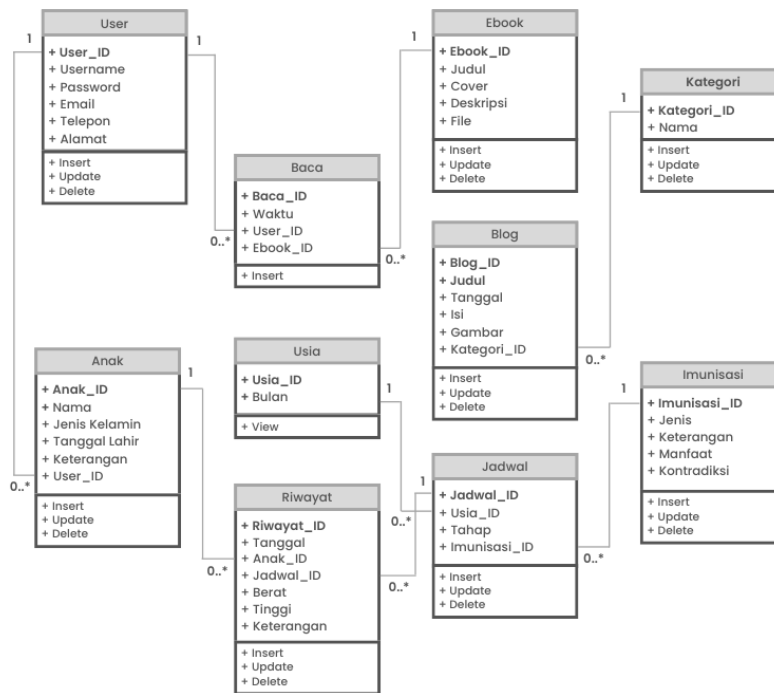 User
+ User_ID
+ Username
+ Password
+ Email
+ Telepon
+ Alamat
+ Insert
+ Update
+ Delete
1
1
0..*
0..*
Ebook
+ Ebook_ID
+ Judul
+ Cover
+ Deskripsi
+ File
+ Insert
+ Update
+ Delete
1
Kategori
+ Kategori_ID
+ Nama
+ Insert
+ Update
+ Delete
1
Baca
+ Baca_ID
+ Waktu
+ User_ID
+ Ebook_ID
+ Insert
0..*
Blog
+ Blog_ID
+ Judul
+ Tanggal
+ Isi
+ Gambar
+ Kategori_ID
+ Insert
+ Update
+ Delete
0..*
Anak
+ Anak_ID
+ Nama
+ Jenis Kelamin
+ Tanggal Lahir
+ Keterangan
+ User_ID
+ Insert
+ Update
+ Delete
1
Usia
+ Usia_ID
+ Bulan
+ View
1
Imunisasi
+ Imunisasi_ID
+ Jenis
+ Keterangan
+ Manfaat
+ Kontradiksi
+ Insert
+ Update
+ Delete
1
Jadwal
+ Jadwal_ID
+ Usia_ID
+ Tahap
+ Imunisasi_ID
+ Insert
+ Update
+ Delete
1
0..*
0..*
Riwayat
+ Riwayat_ID
+ Tanggal
+ Anak_ID
+ Jadwal_ID
+ Berat
+ Tinggi
+ Keterangan
+ Insert
+ Update
+ Delete
0..*
0..*